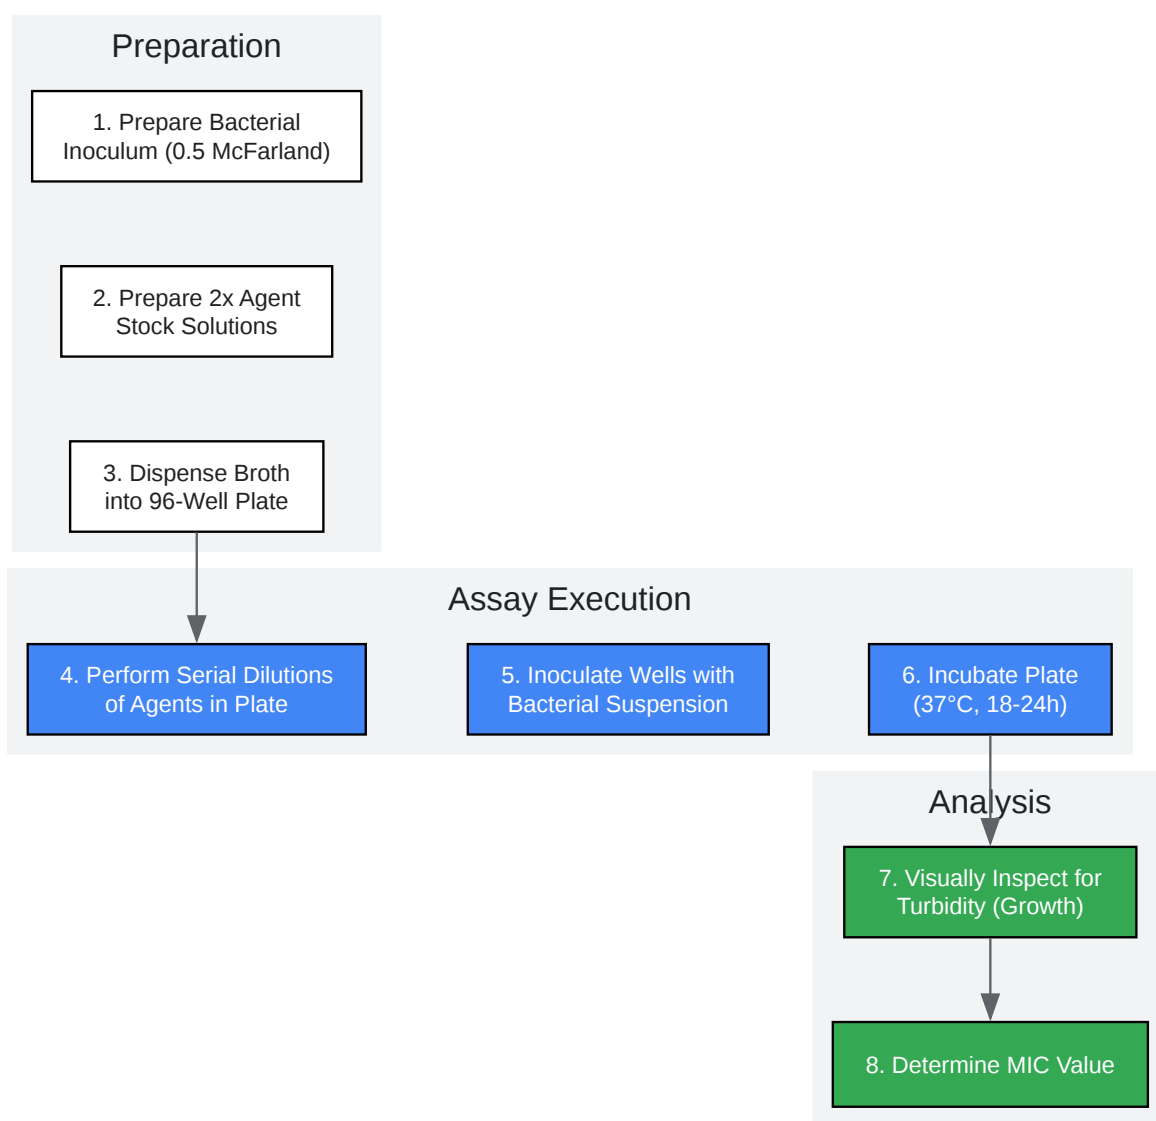 Preparation
1. Prepare Bacterial
Inoculum (0.5 McFarland)
2. Prepare 2x Agent
Stock Solutions
3. Dispense Broth
into 96-Well Plate
Assay Execution
4. Perform Serial Dilutions
of Agents in Plate
5. Inoculate Wells with
Bacterial Suspension
6. Incubate Plate
(37°C, 18-24h)
Analysis
7. Visually Inspect for
Turbidity (Growth)
8. Determine MIC Value